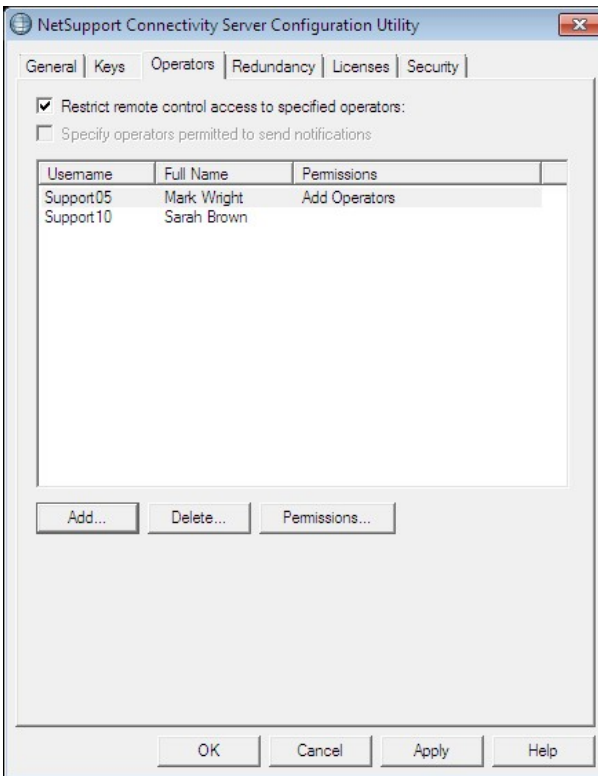 NetSupport Connectivity Server Configuration Utility
General Keys Operators Redundancy Licenses Security
Restrict remote control access to specified operators:
Specify operators permitted to send notifications
Username Full Name Permissions
Support05 Mark Wright Add Operators
Support10 Sarah Brown
Add... Delete... Permissions...
OK Cancel Apply Help